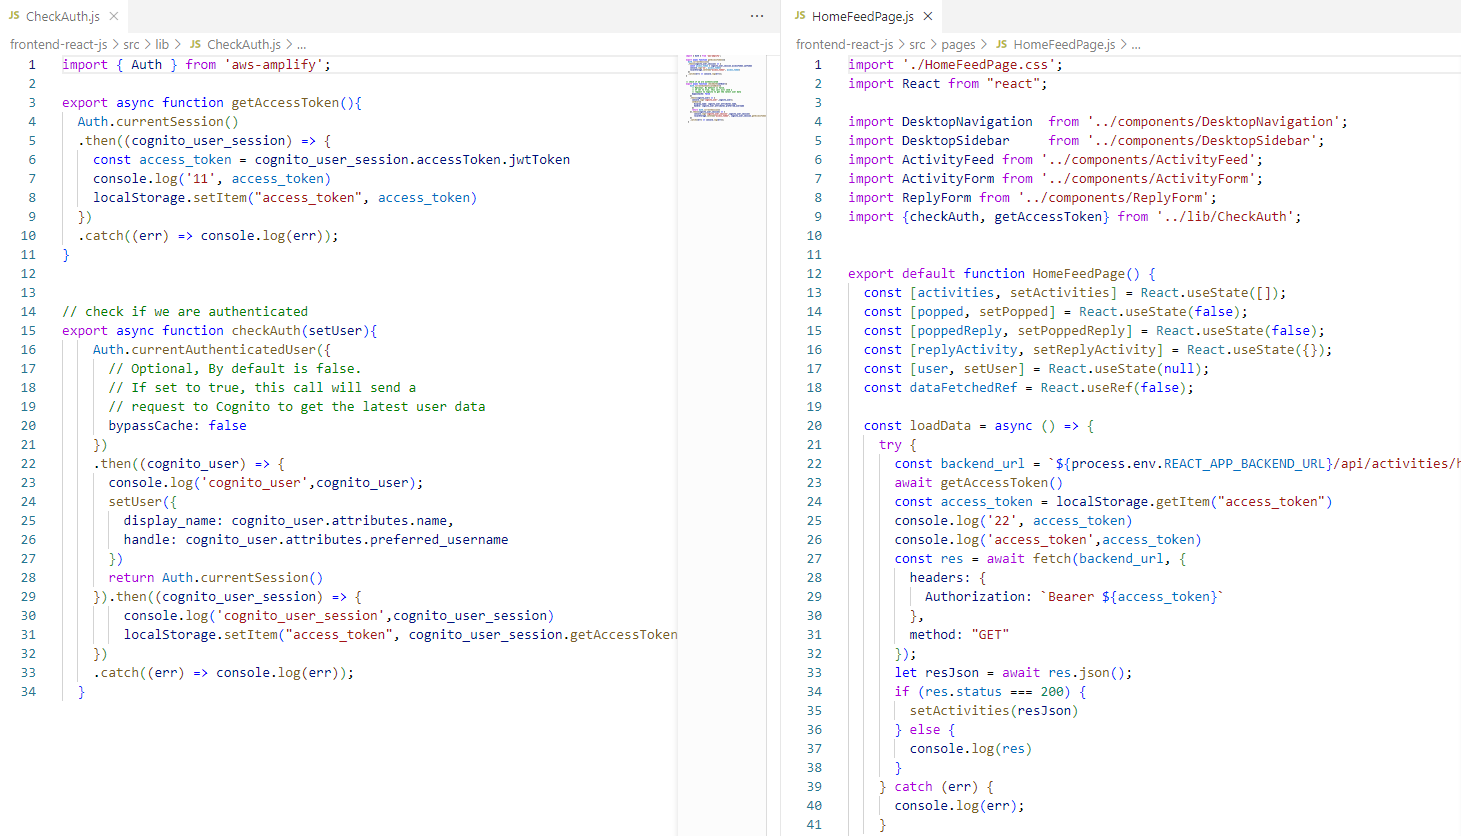 JS CheckAuth.js ×
frontend-react-js > src > lib > JS CheckAuth.js > ...
1 import { Auth } from 'aws-amplify';
2
3 export async function getAccessToken(){
4 Auth.currentSession()
5 .then((cognito_user_session) => {
6 const access_token = cognito_user_session.accessToken.jwtToken
7 console.log('11', access_token)
8 localStorage.setItem("access_token", access_token)
9 })
10 .catch((err) => console.log(err));
11 }
12
13
14 // check if we are authenticated
15 export async function checkAuth(setUser){
16 Auth.currentAuthenticatedUser({
17 // Optional, By default is false.
18 // If set to true, this call will send a
19 // request to Cognito to get the latest user data
20 bypassCache: false
21 })
22 .then((cognito_user) => {
23 console.log('cognito_user',cognito_user);
24 setUser({
25 display_name: cognito_user.attributes.name,
26 handle: cognito_user.attributes.preferred_username
27 })
28 return Auth.currentSession()
29 }).then((cognito_user_session) => {
30 console.log('cognito_user_session',cognito_user_session)
31 localStorage.setItem("access_token", cognito_user_session.getAccessToken
32 })
33 .catch((err) => console.log(err));
34 }
JS HomeFeedPage.js ×
frontend-react-js > src > pages > JS HomeFeedPage.js > ...
1 import './HomeFeedPage.css';
2 import React from "react";
3
4 import DesktopNavigation  from '../components/DesktopNavigation';
5 import DesktopSidebar     from '../components/DesktopSidebar';
6 import ActivityFeed from '../components/ActivityFeed';
7 import ActivityForm from '../components/ActivityForm';
8 import ReplyForm from '../components/ReplyForm';
9 import {checkAuth, getAccessToken} from '../lib/CheckAuth';
10
11
12 export default function HomeFeedPage() {
13 const [activities, setActivities] = React.useState([]);
14 const [popped, setPopped] = React.useState(false);
15 const [poppedReply, setPoppedReply] = React.useState(false);
16 const [replyActivity, setReplyActivity] = React.useState({});
17 const [user, setUser] = React.useState(null);
18 const dataFetchedRef = React.useRef(false);
19
20 const loadData = async () => {
21 try {
22 const backend_url = `${process.env.REACT_APP_BACKEND_URL}/api/activities/h
23 await getAccessToken()
24 const access_token = localStorage.getItem("access_token")
25 console.log('22', access_token)
26 console.log('access_token',access_token)
27 const res = await fetch(backend_url, {
28 headers: {
29 Authorization: `Bearer ${access_token}`
30 },
31 method: "GET"
32 });
33 let resJson = await res.json();
34 if (res.status === 200) {
35 setActivities(resJson)
36 } else {
37 console.log(res)
38 }
39 } catch (err) {
40 console.log(err);
41 }